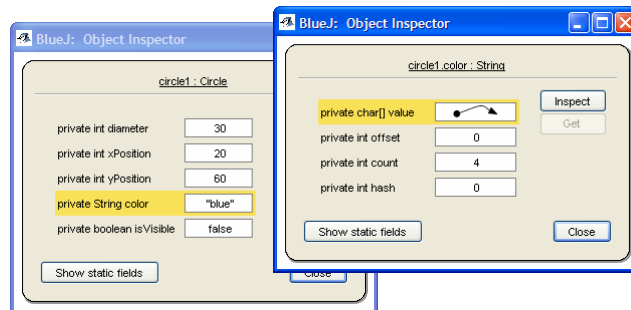 BlueJ: Object Inspector
circle1 : Circle
private int diameter 30
private int xPosition 20
private int yPosition 60
private String color "blue"
private boolean isVisible false
Show static fields
Close
BlueJ: Object Inspector
circle1.color : String
private char[] value
Inspect
Get
private int offset 0
private int count 4
private int hash 0
Show static fields
Close